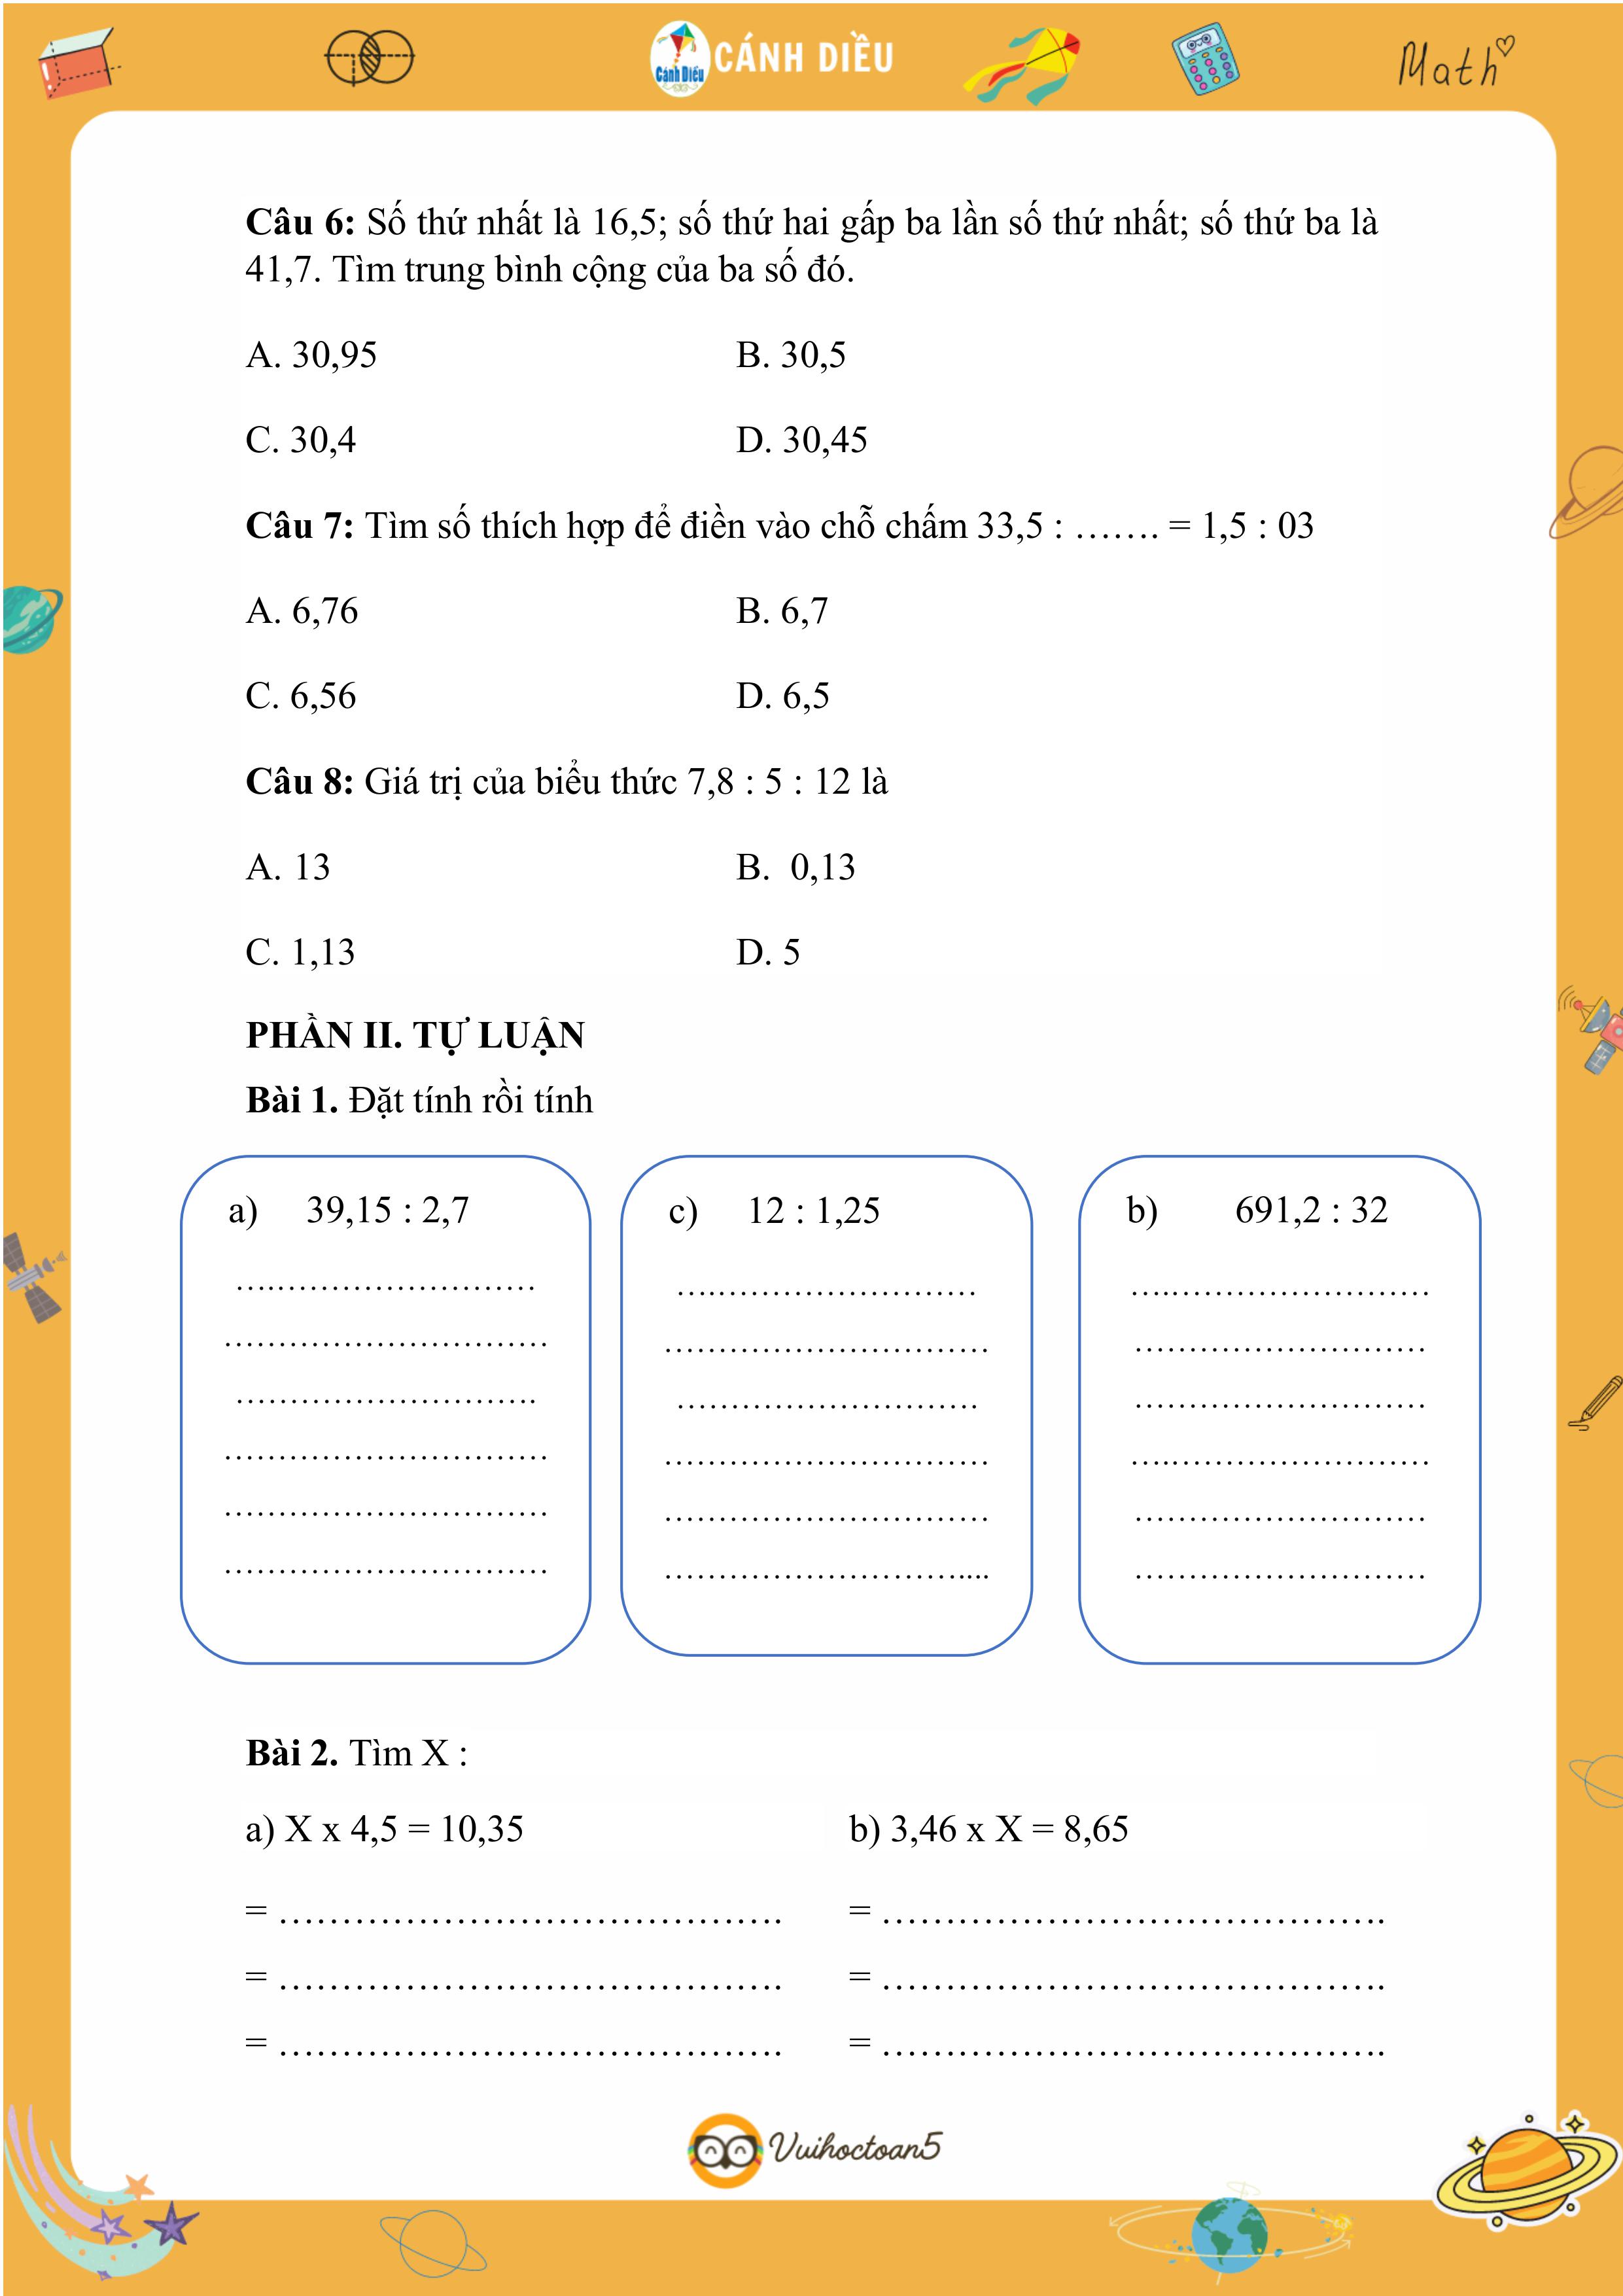 Cánh Diều CÁNH DIỀU
Math
Câu 6: Số thứ nhất là 16,5; số thứ hai gấp ba lần số thứ nhất; số thứ ba là
41,7. Tìm trung bình cộng của ba số đó.
A. 30,95 B. 30,5
C. 30,4 D. 30,45
Câu 7: Tìm số thích hợp để điền vào chỗ chấm 33,5 : ……. = 1,5 : 03
A. 6,76 B. 6,7
C. 6,56 D. 6,5
Câu 8: Giá trị của biểu thức 7,8 : 5 : 12 là
A. 13 B. 0,13
C. 1,13 D. 5
PHẦN II. TỰ LUẬN
Bài 1. Đặt tính rồi tính
a) 39,15 : 2,7
…………………………
…………………………
…………………………
…………………………
…………………………
…………………………
c) 12 : 1,25
…………………………
…………………………
…………………………
…………………………
…………………………
…………………………
b) 691,2 : 32
…………………………
…………………………
…………………………
…………………………
…………………………
…………………………
Bài 2. Tìm X :
a) X x 4,5 = 10,35 b) 3,46 x X = 8,65
= …………………………………. = ………………………………….
= …………………………………. = ………………………………….
= …………………………………. = ………………………………….
Vuihoctoan5